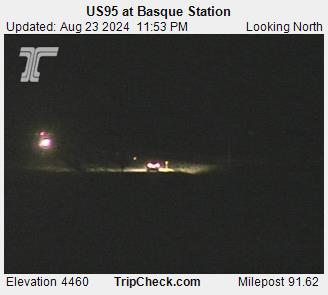 US95 at Basque Station
Updated: Aug 23 2024 11:53 PM Looking North
Elevation 4460 TripCheck.com Milepost 91.62